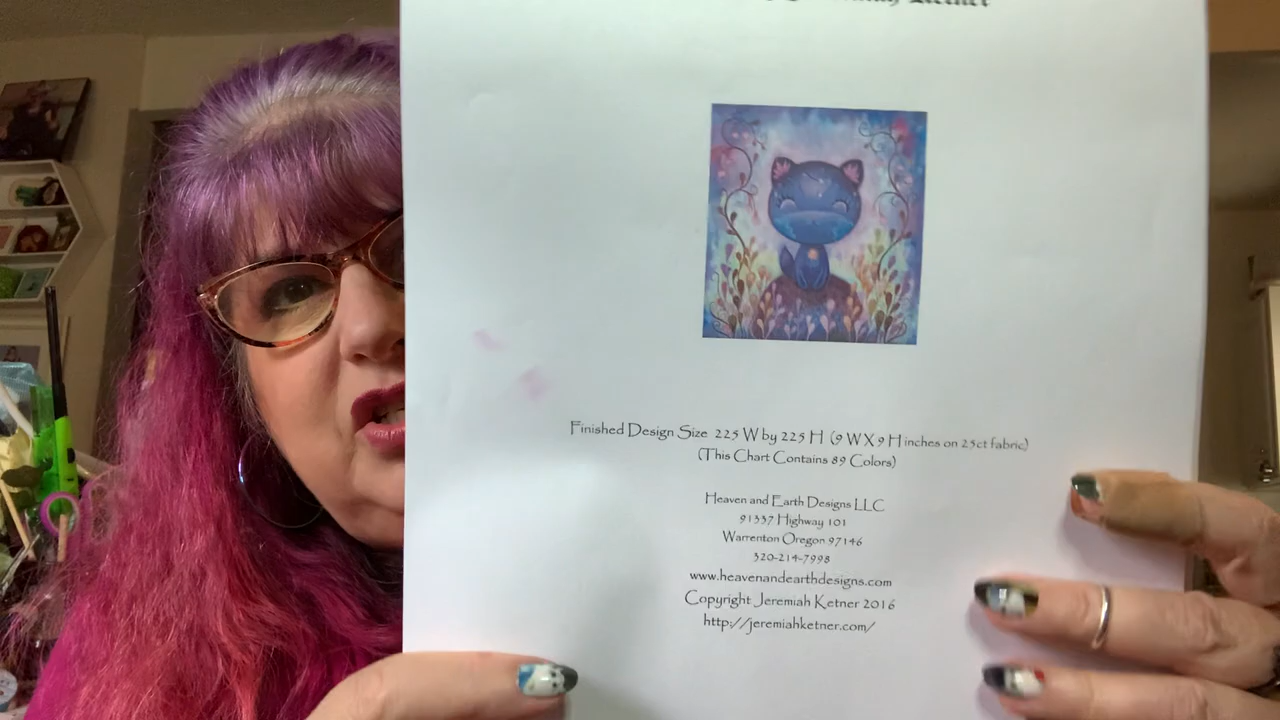 Ketner
Finished Design Size 225 W by 225 H (9 W X 9 H inches on 25ct fabric)
(This Chart Contains 89 Colors)
Heaven and Earth Designs LLC
91337 Highway 101
Warrenton Oregon 97146
320-214-7998
www.heavenandearthdesigns.com
Copyright Jeremiah Ketner 2016
http://jeremiahketner.com/